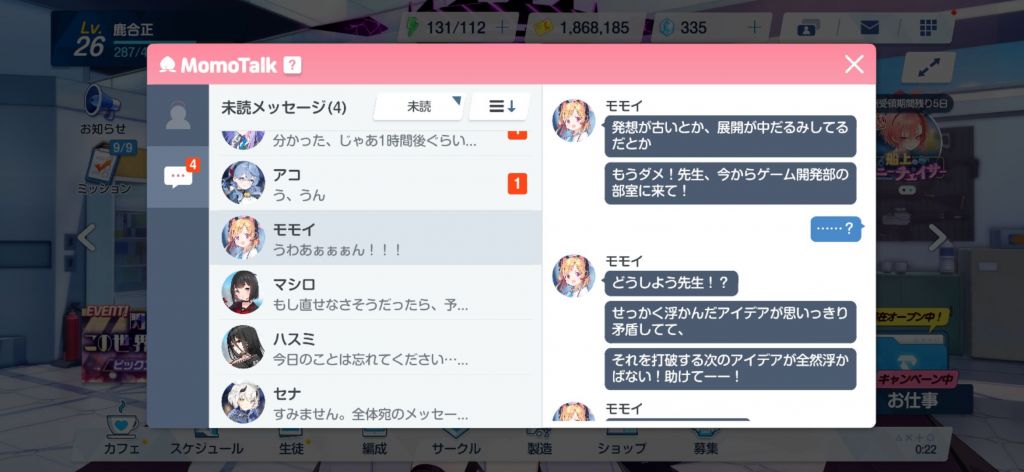 Lv.
26
鹿合正
287/4
131/112
1,868,185
335
MomoTalk ?
お知らせ
9/9
ミッション
4
未読メッセージ(4)
未読
分かった、じゃあ1時間後ぐらい...
アコ
う、うん
1
モモイ
うわあぁぁぁん！！！
マシロ
もし直せなさそうだったら、予...
ハスミ
今日のことは忘れてください…...
セナ
すみません。全体宛のメッセー...
モモイ
発想が古いとか、展開が中だるみしてる
だとか
もうダメ！先生、今からゲーム開発部の
部室に来て！
……？
モモイ
どうしよう先生！？
せっかく浮かんだアイデアが思いっきり
矛盾してて、
それを打破する次のアイデアが全然浮か
ばない！助けてーー！
モモイ
受領期間残り5日
船上の
ニーチェイサー
EVENT!
この世界
ピック
在オープン中！
キャンペーン中
お仕事
カフェ
スケジュール
生徒
編成
サークル
製造
ショップ
募集
0:22